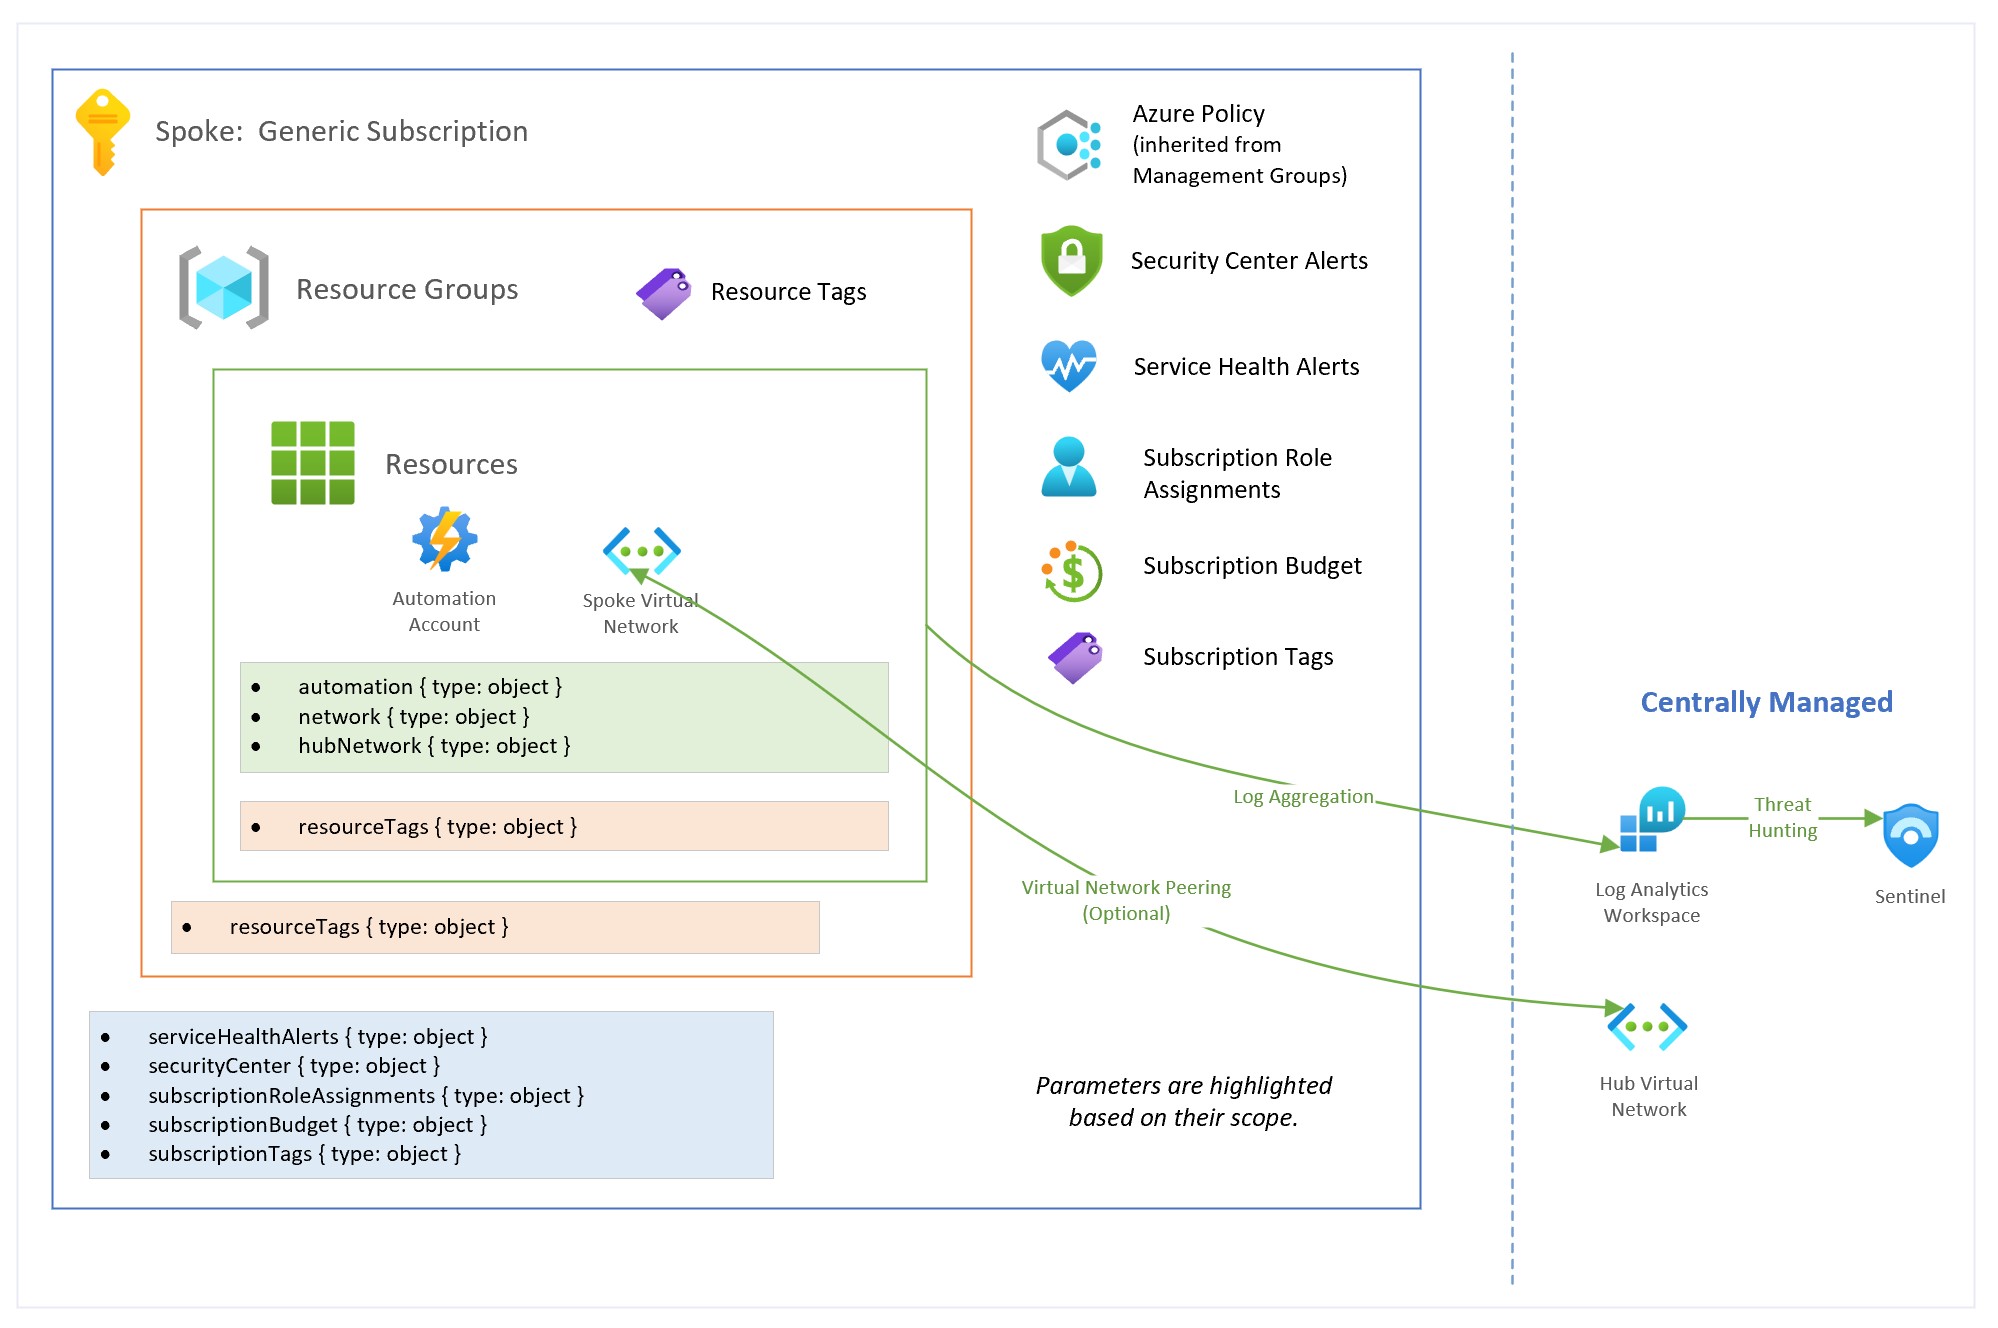 Spoke:  Generic Subscription
Azure Policy
(inherited from
Management Groups)
Security Center Alerts
Resource Groups
Resource Tags
Service Health Alerts
Resources
Subscription Role
Assignments
Automation
Account
Spoke Virtual
Network
Subscription Budget
Subscription Tags
• automation { type: object }
• network { type: object }
• hubNetwork { type: object }
• resourceTags { type: object }
• resourceTags { type: object }
• serviceHealthAlerts { type: object }
• securityCenter { type: object }
• subscriptionRoleAssignments { type: object }
• subscriptionBudget { type: object }
• subscriptionTags { type: object }
Log Aggregation
Virtual Network Peering
(Optional)
Parameters are highlighted
based on their scope.
Centrally Managed
Threat
Hunting
Log Analytics
Workspace
Sentinel
Hub Virtual
Network